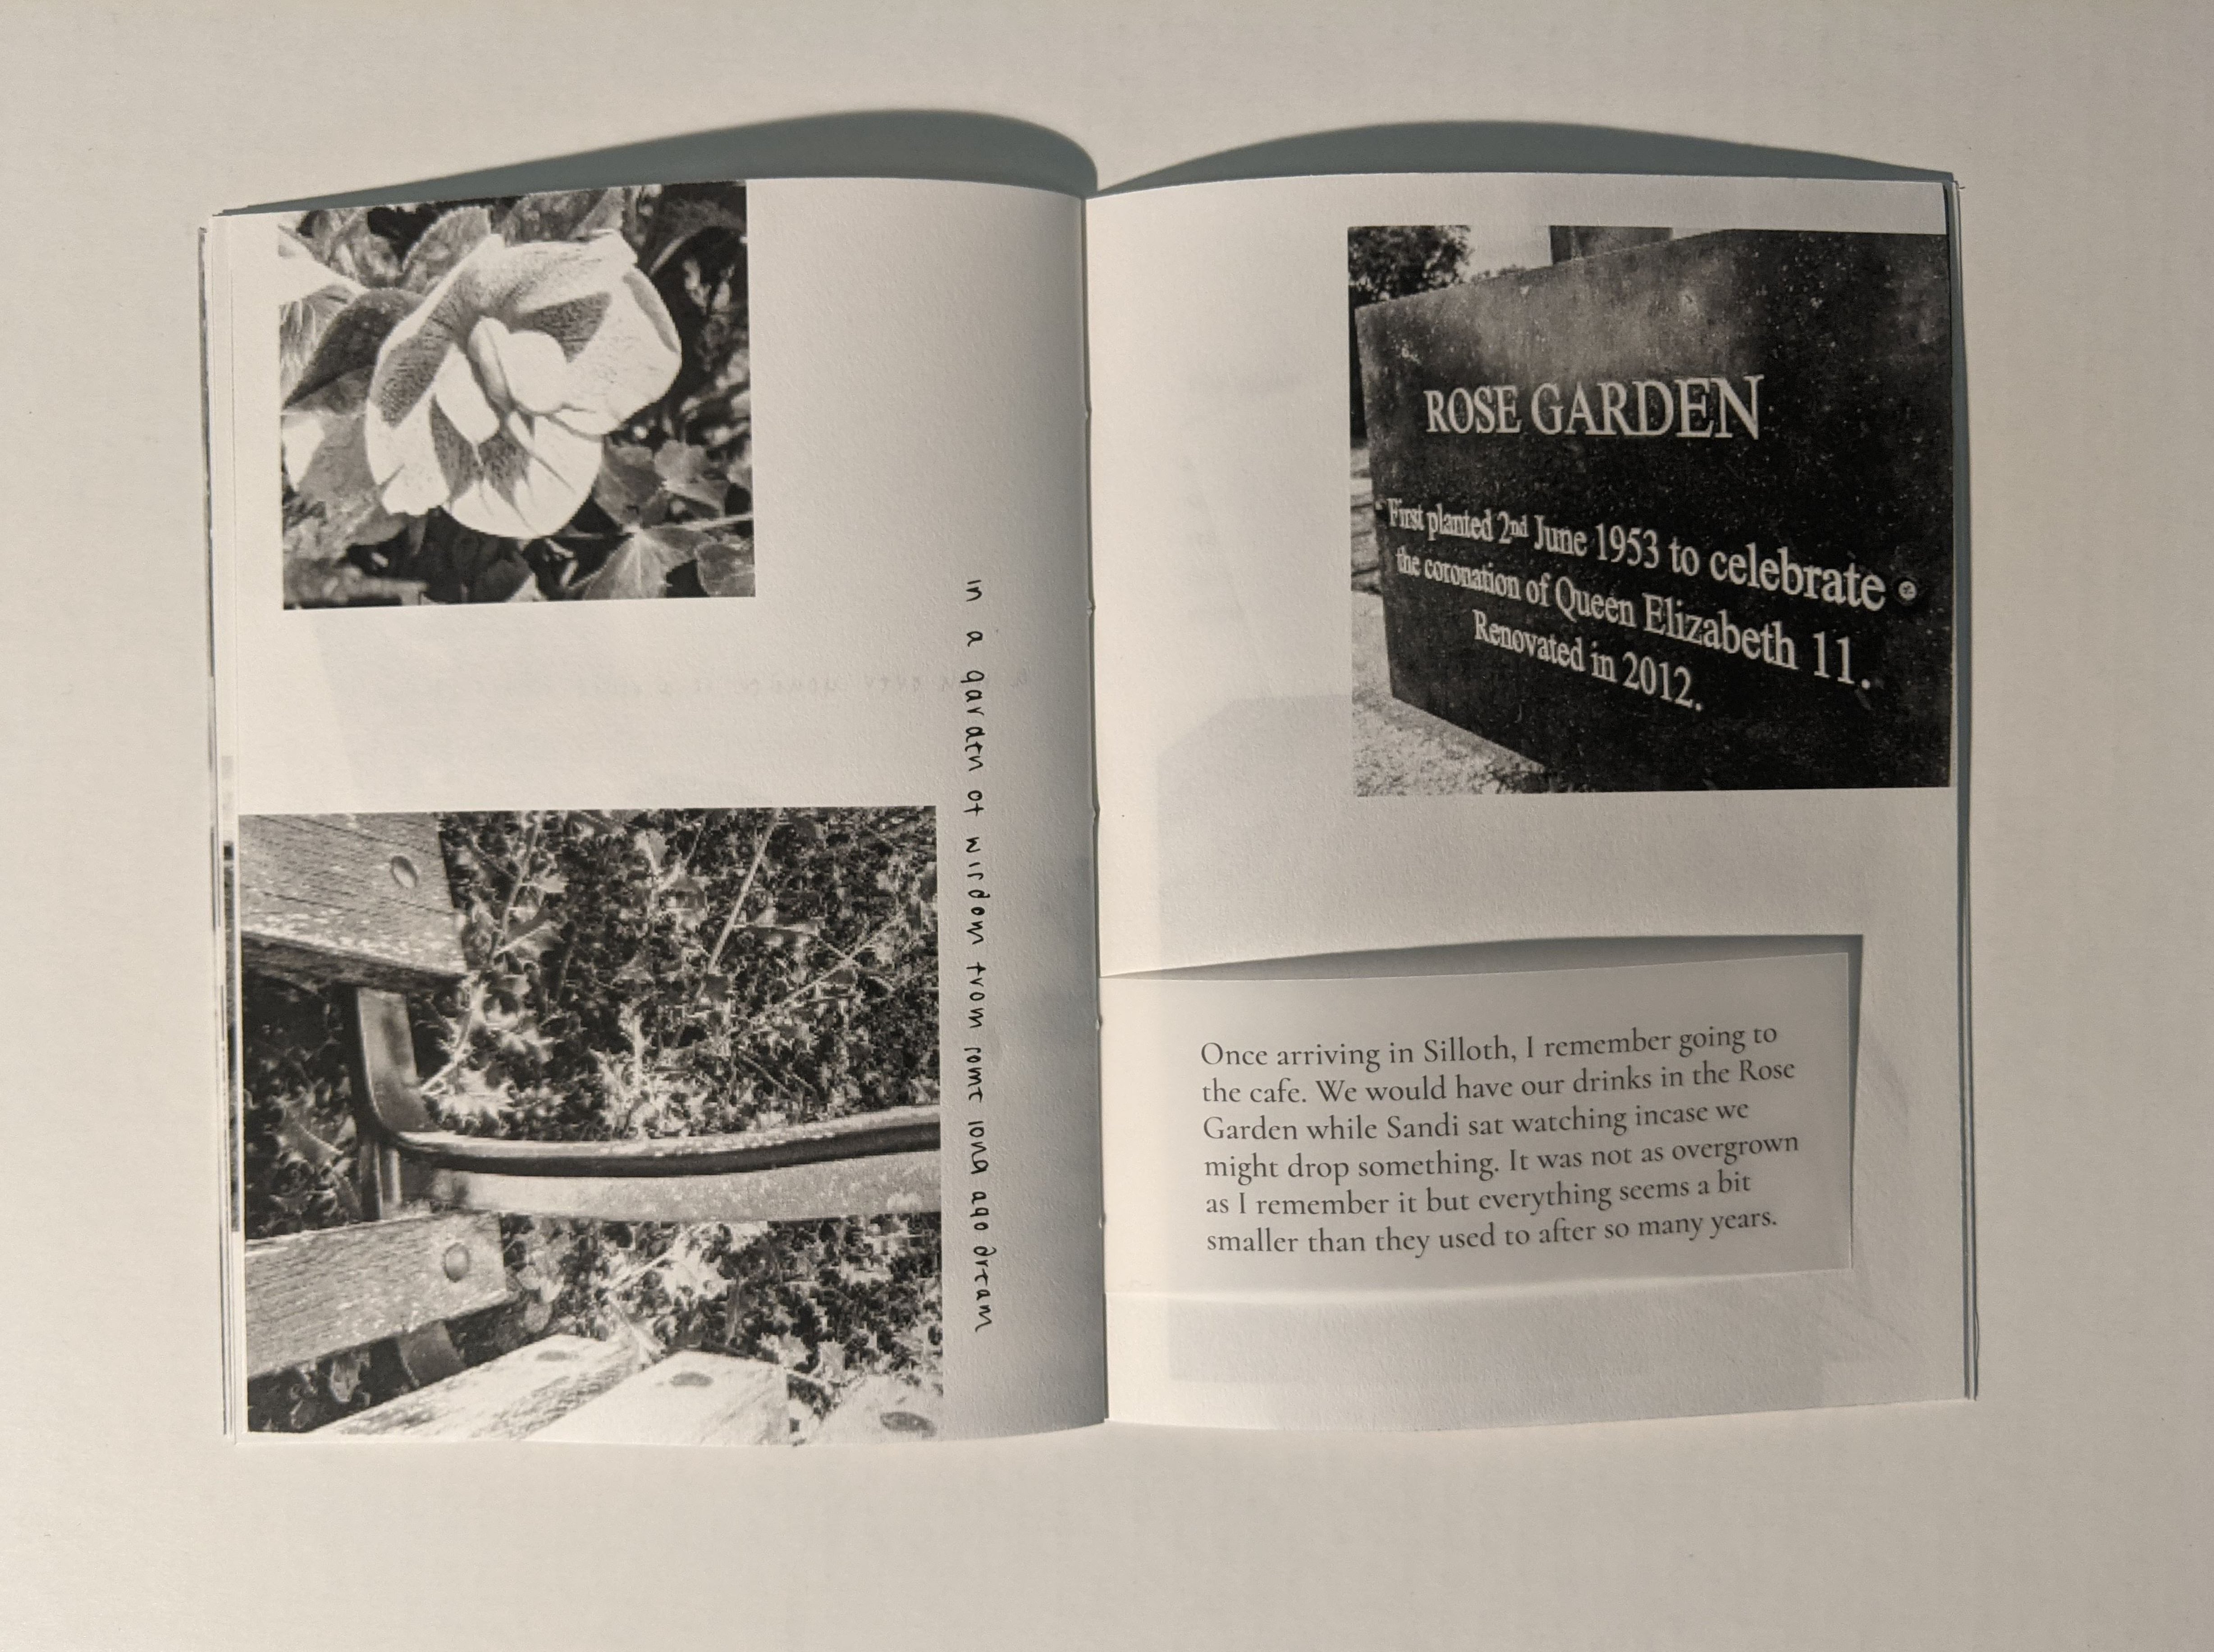 in a garden of wisdom from some long ago dream
ROSE GARDEN
First planted 2nd June 1953 to celebrate
the coronation of Queen Elizabeth 11.
Renovated in 2012.
Once arriving in Silloth, I remember going to
the cafe. We would have our drinks in the Rose
Garden while Sandi sat watching incase we
might drop something. It was not as overgrown
as I remember it but everything seems a bit
smaller than they used to after so many years.